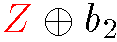 Z ⊕ b₂